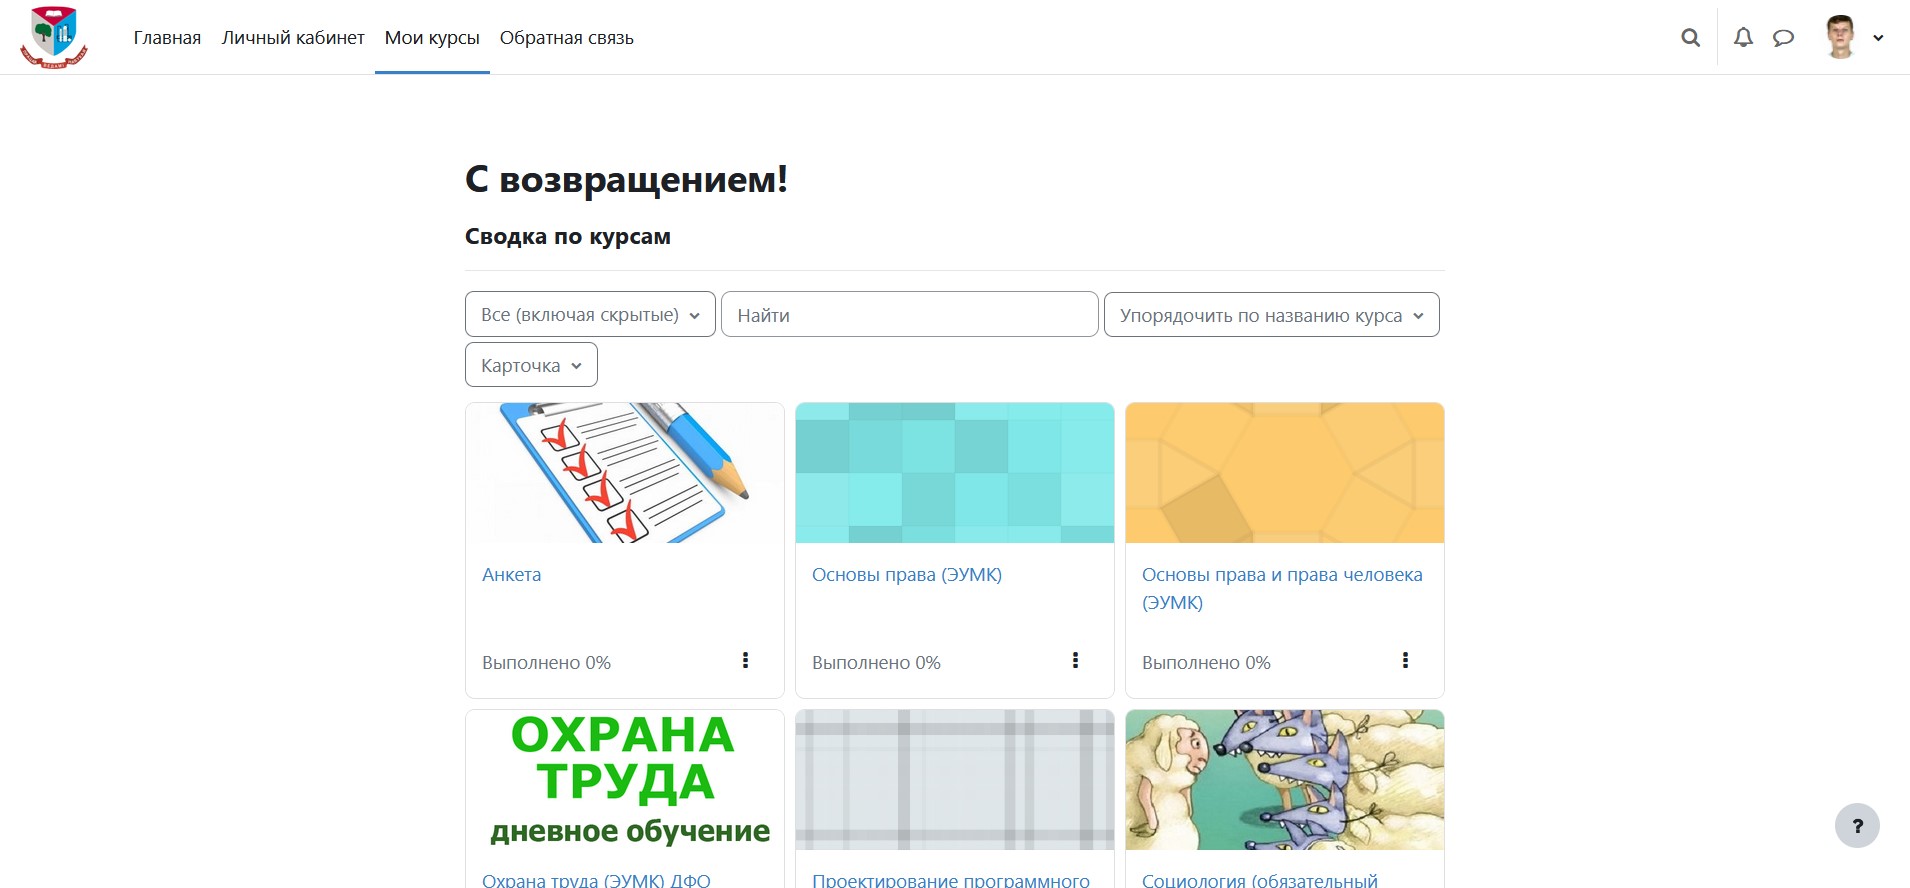 Главная Личный кабинет Мои курсы Обратная связь
С возвращением!
Сводка по курсам
Все (включая скрытые) Найти Упорядочить по названию курса
Карточка
Анкета
Выполнено 0%
Основы права (ЭУМК)
Выполнено 0%
Основы права и права человека
(ЭУМК)
Выполнено 0%
ОХРАНА
ТРУДА
дневное обучение
Охрана труда (ЭУМК) ДФО
Проектирование программного
Социология (обязательный
?